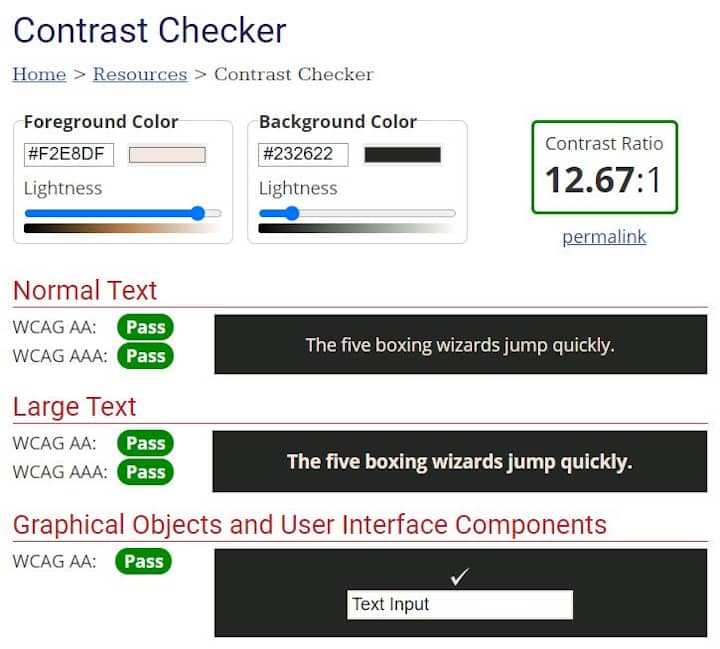 Contrast Checker
Home > Resources > Contrast Checker
Foreground Color
#F2E8DF
Lightness
Background Color
#232622
Lightness
Contrast Ratio
12.67:1
permalink
Normal Text
WCAG AA: Pass
WCAG AAA: Pass
The five boxing wizards jump quickly.
Large Text
WCAG AA: Pass
WCAG AAA: Pass
The five boxing wizards jump quickly.
Graphical Objects and User Interface Components
WCAG AA: Pass
Text Input